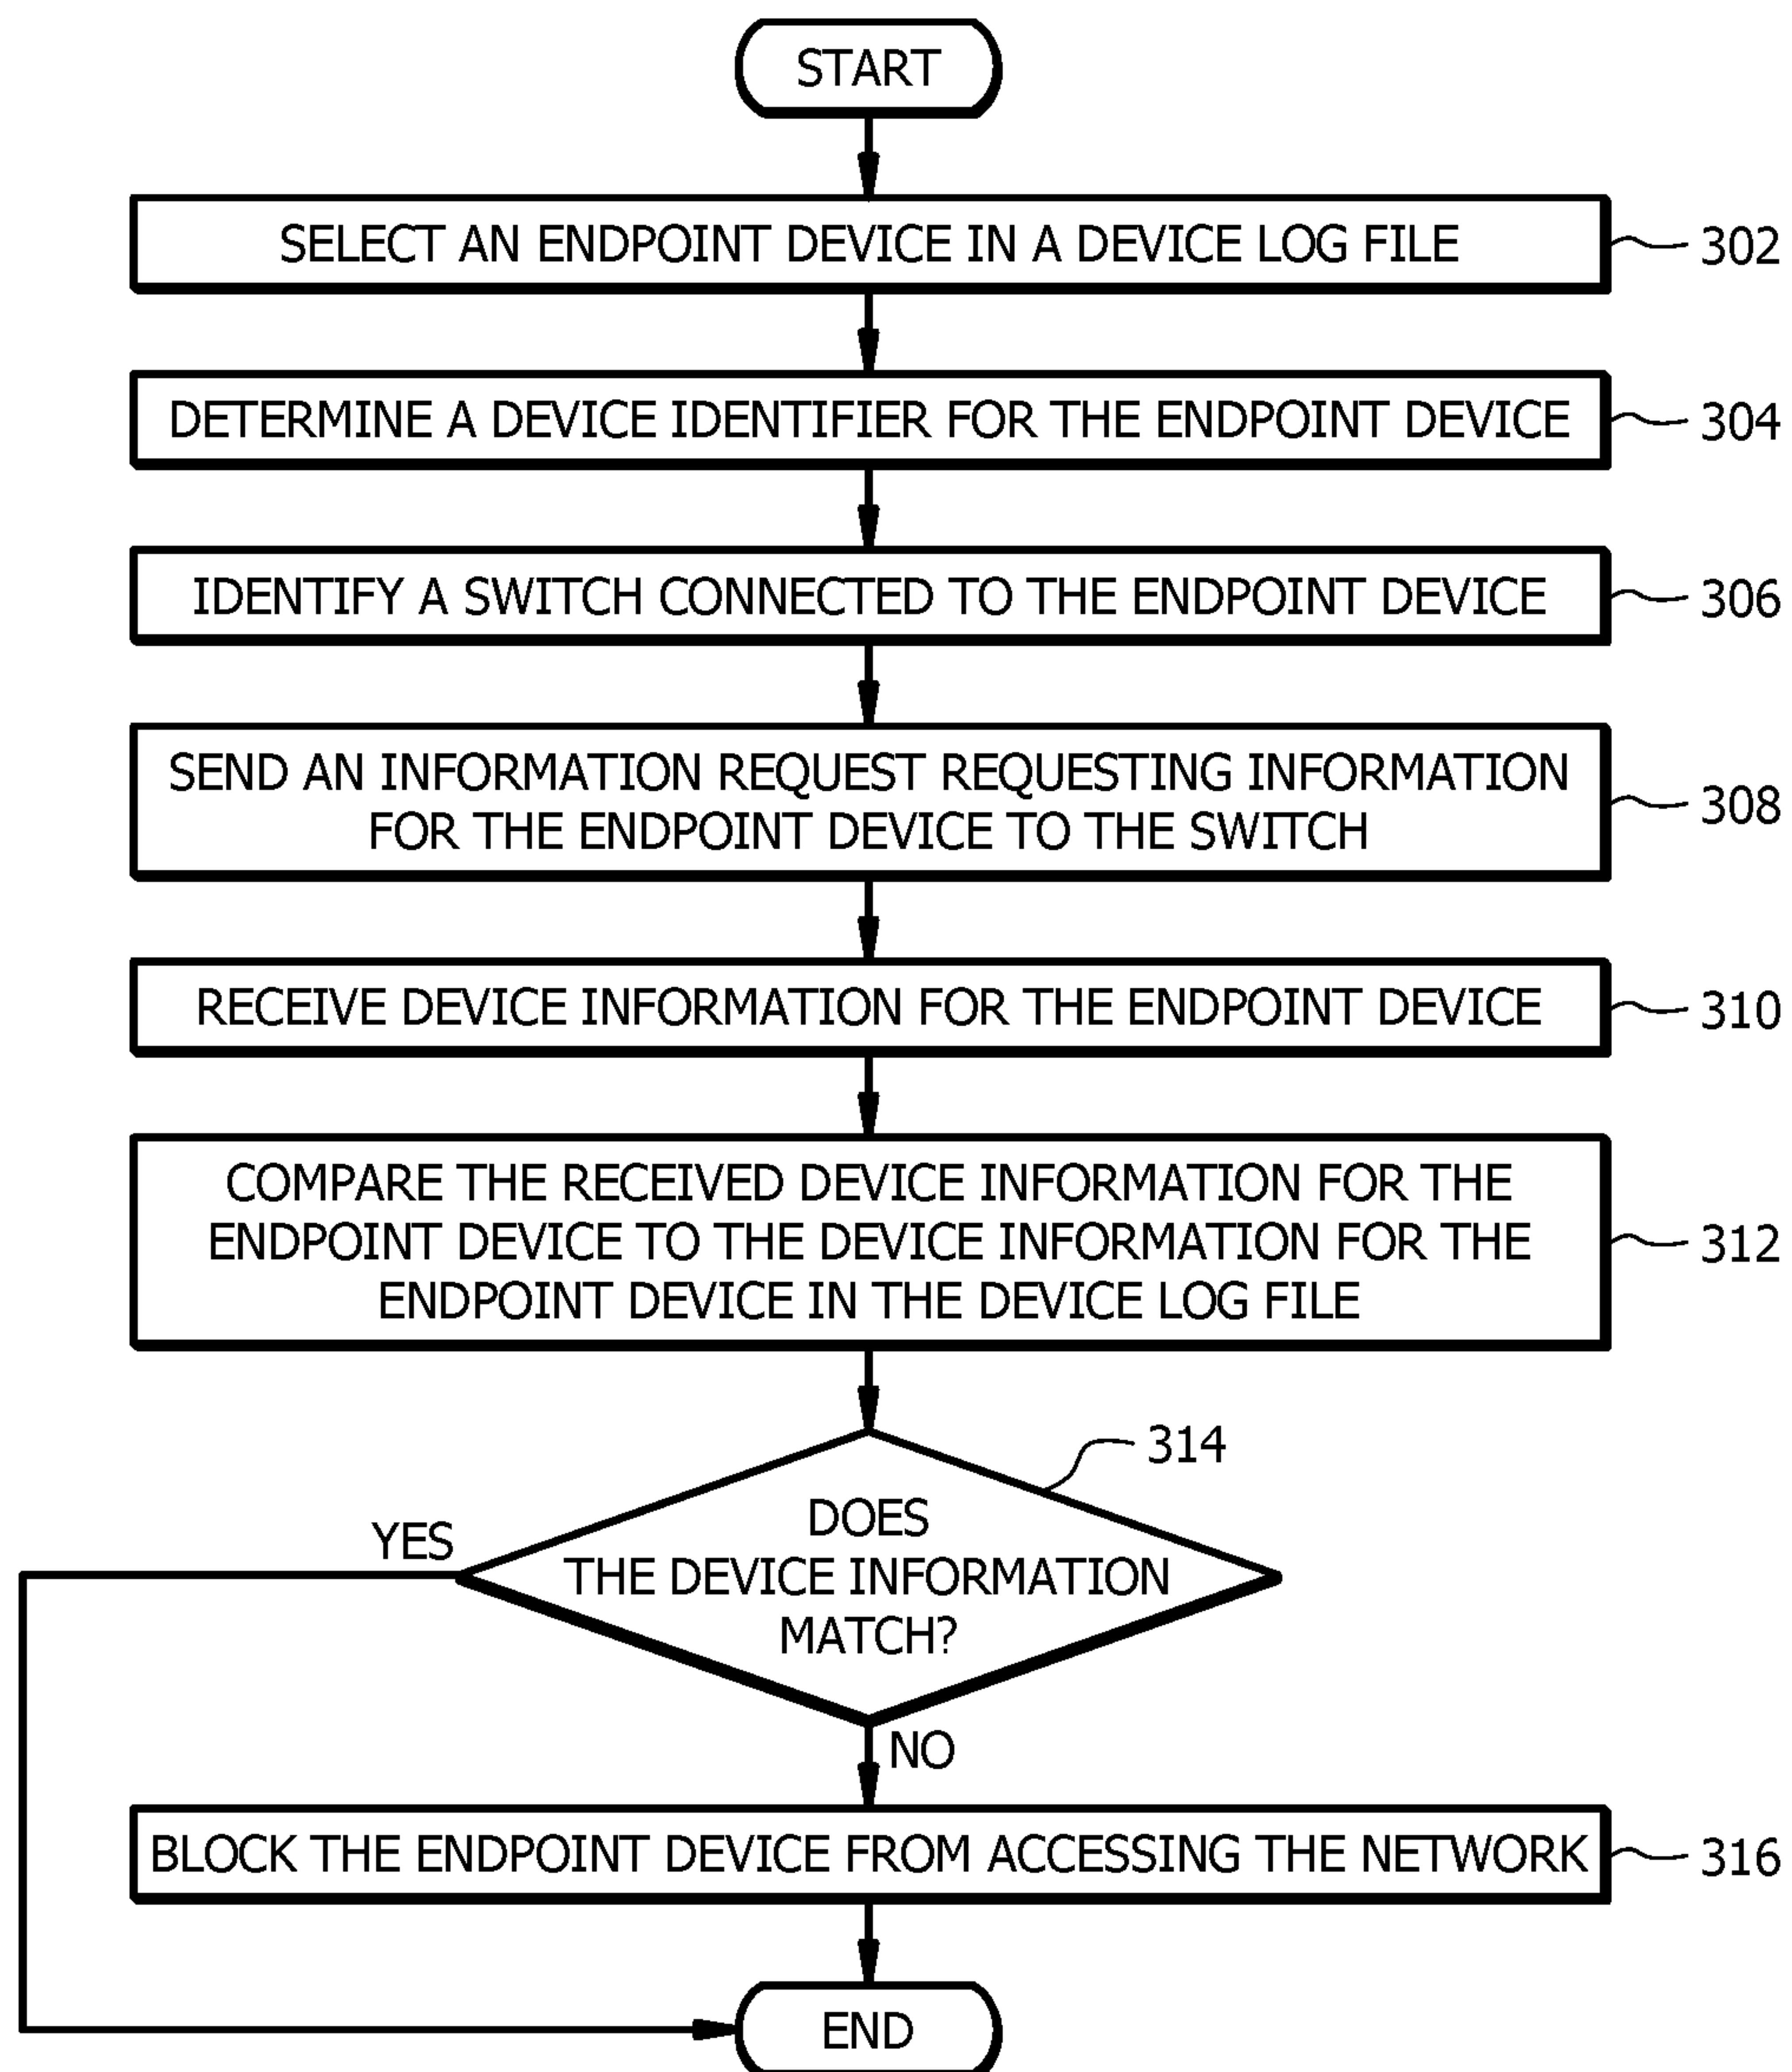 START
SELECT AN ENDPOINT DEVICE IN A DEVICE LOG FILE
302
DETERMINE A DEVICE IDENTIFIER FOR THE ENDPOINT DEVICE
304
IDENTIFY A SWITCH CONNECTED TO THE ENDPOINT DEVICE
306
SEND AN INFORMATION REQUEST REQUESTING INFORMATION
FOR THE ENDPOINT DEVICE TO THE SWITCH
308
RECEIVE DEVICE INFORMATION FOR THE ENDPOINT DEVICE
310
COMPARE THE RECEIVED DEVICE INFORMATION FOR THE
ENDPOINT DEVICE TO THE DEVICE INFORMATION FOR THE
ENDPOINT DEVICE IN THE DEVICE LOG FILE
312
314
DOES
THE DEVICE INFORMATION
MATCH?
YES
NO
BLOCK THE ENDPOINT DEVICE FROM ACCESSING THE NETWORK
316
END